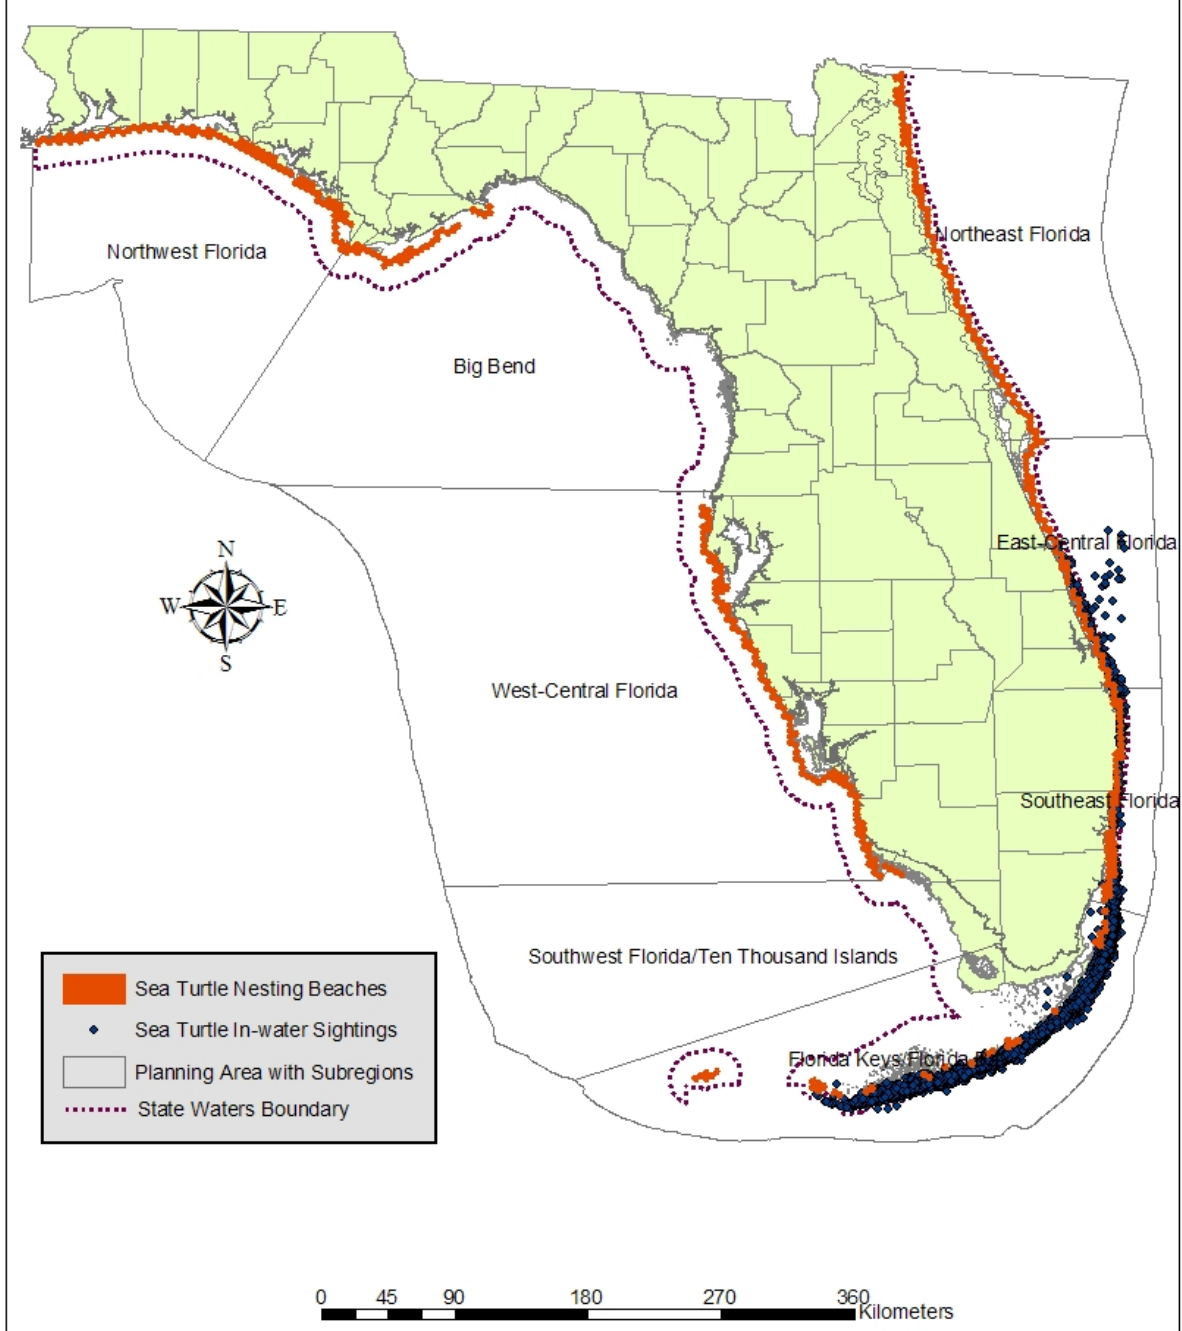 Northeast Florida
Northwest Florida
Big Bend
N
W E
S
East-Central Florida
West-Central Florida
Southeast Florida
Southwest Florida/Ten Thousand Islands
Florida Keys Florida
Sea Turtle Nesting Beaches
Sea Turtle In-water Sightings
Planning Area with Subregions
State Waters Boundary
0 45 90 180 270 360
Kilometers